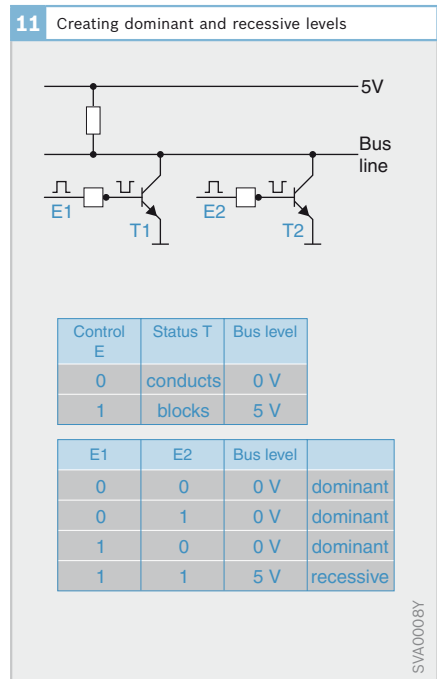 11 Creating dominant and recessive levels
5V
Bus
line
E1
T1
E2
T2
Control
E
Status T
Bus level
0 conducts 0 V
1 blocks 5 V
E1 E2 Bus level
0 0 0 V dominant
0 1 0 V dominant
1 0 0 V dominant
1 1 5 V recessive
SVA0008Y